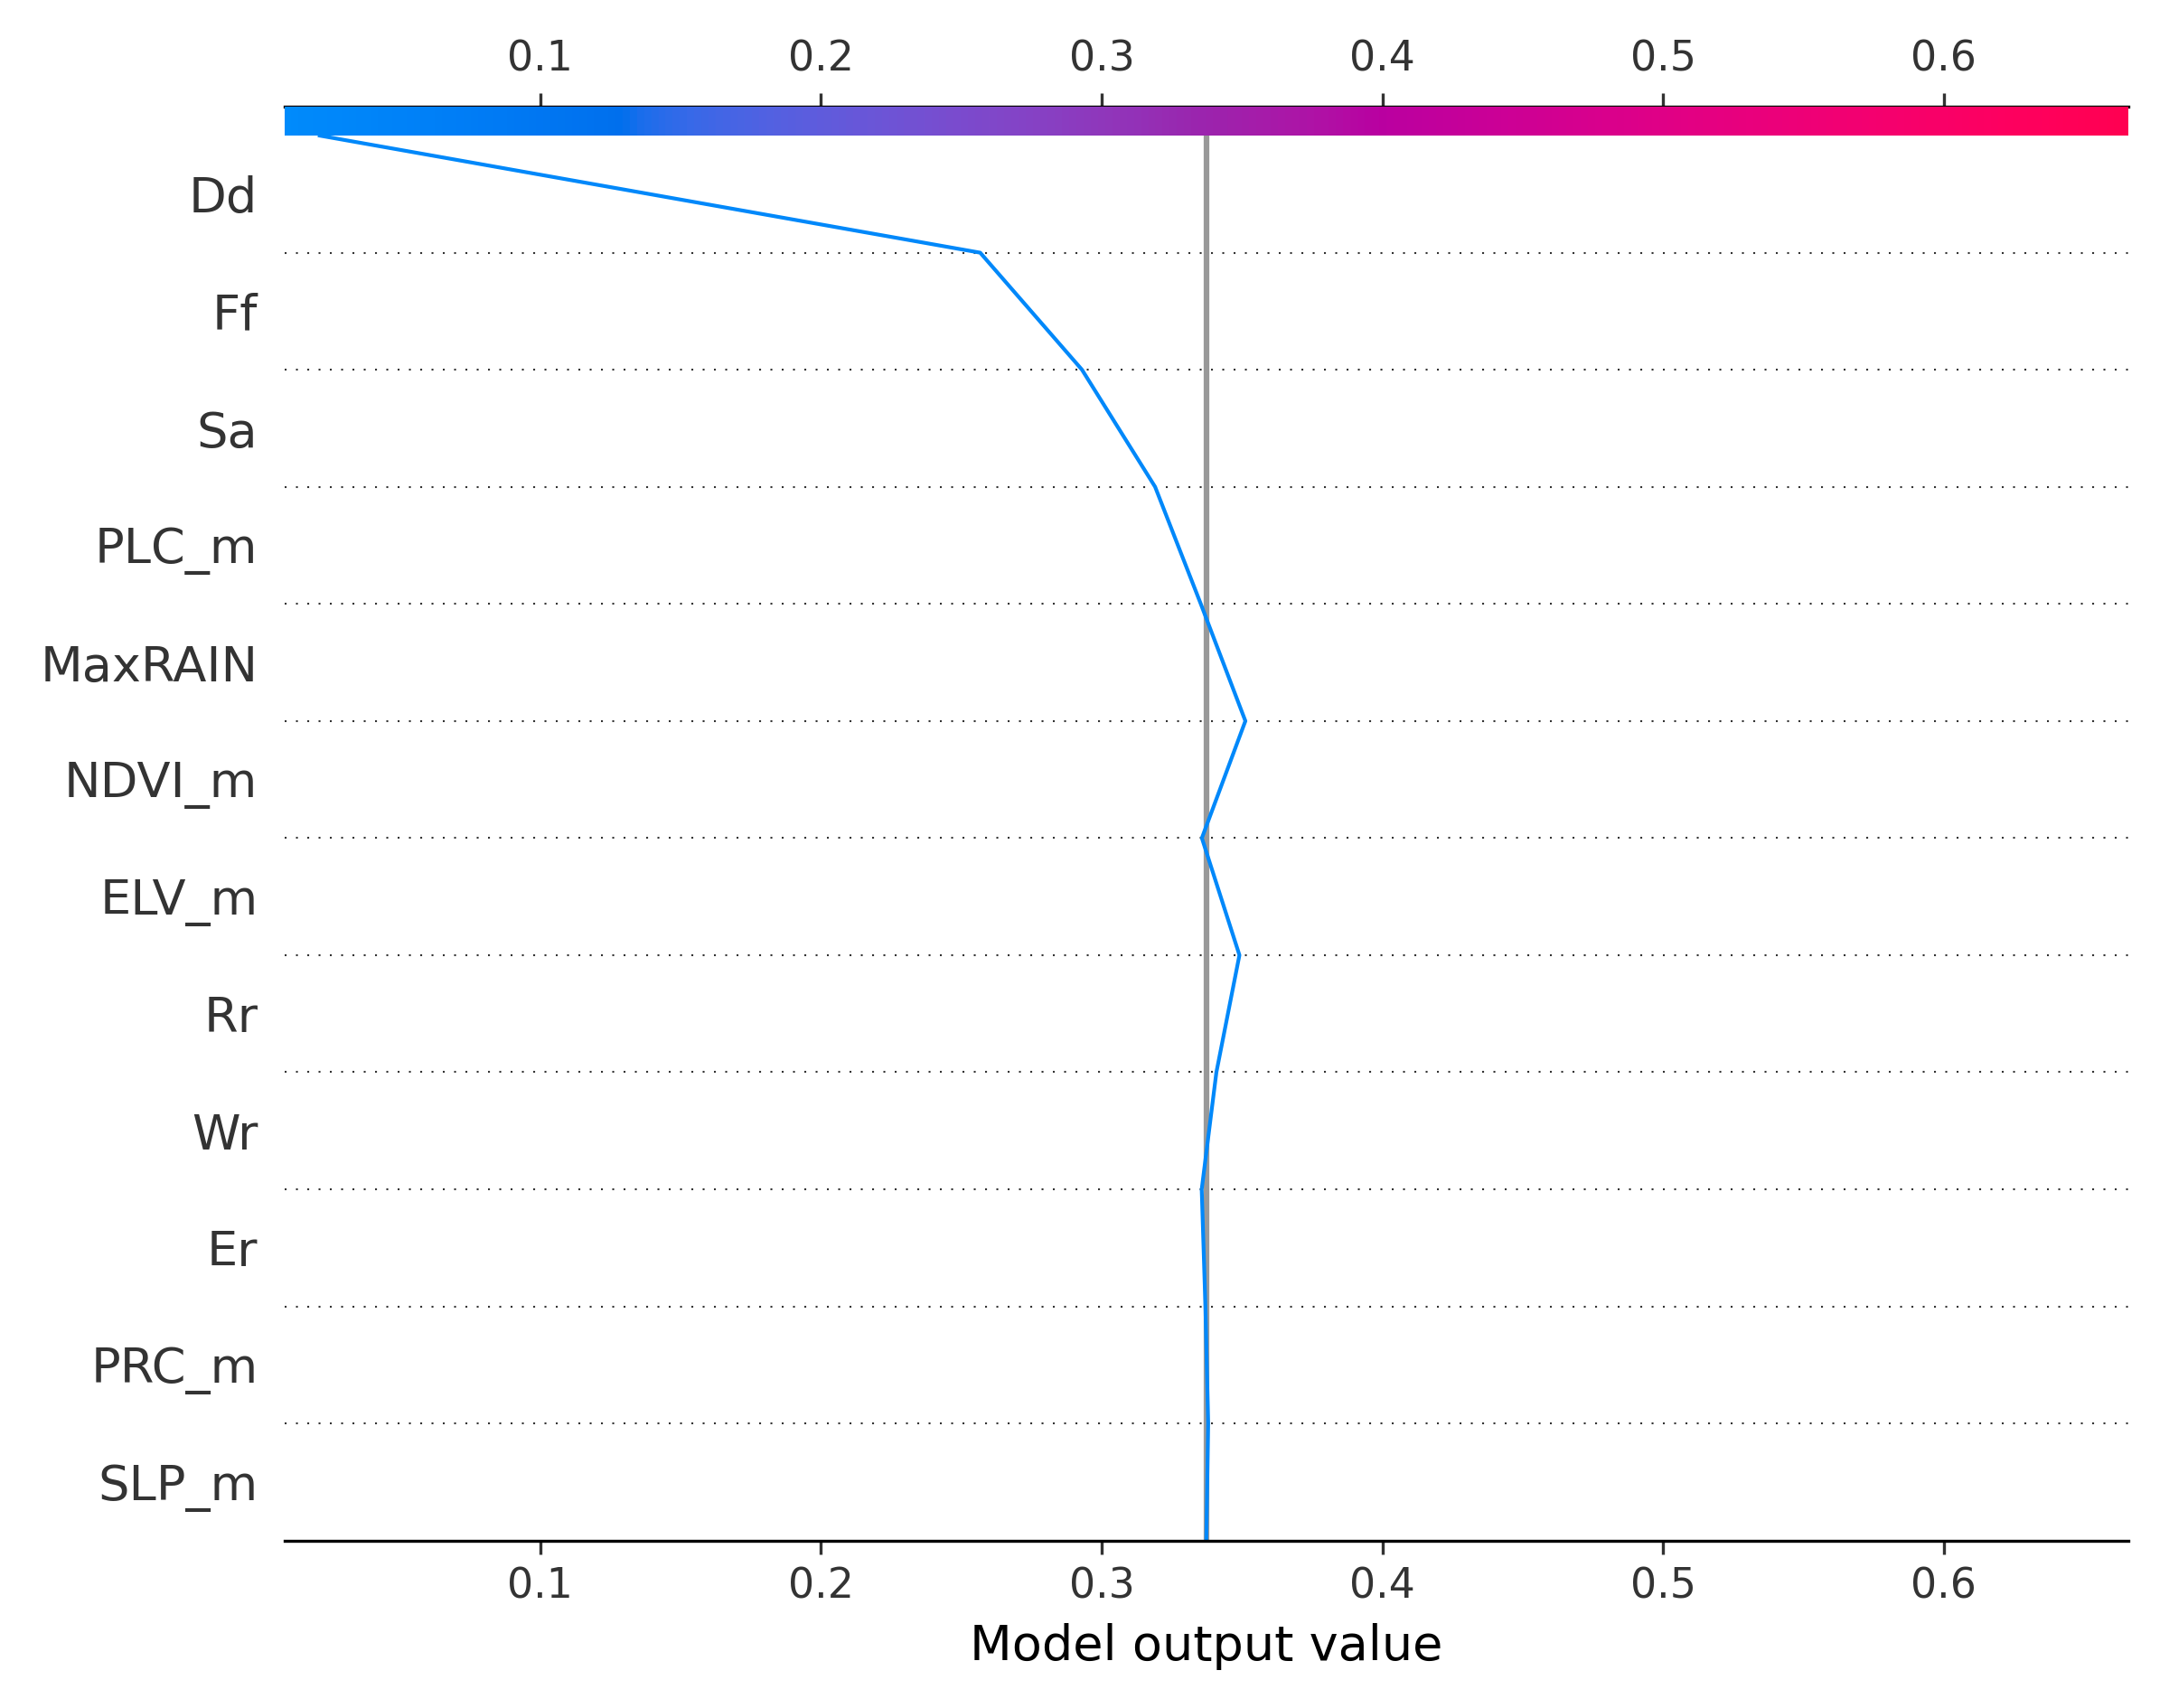 0.1 0.2 0.3 0.4 0.5 0.6
Dd
Ff
Sa
PLC_m
MaxRAIN
NDVI_m
ELV_m
Rr
Wr
Er
PRC_m
SLP_m
0.1 0.2 0.3 0.4 0.5 0.6
Model output value